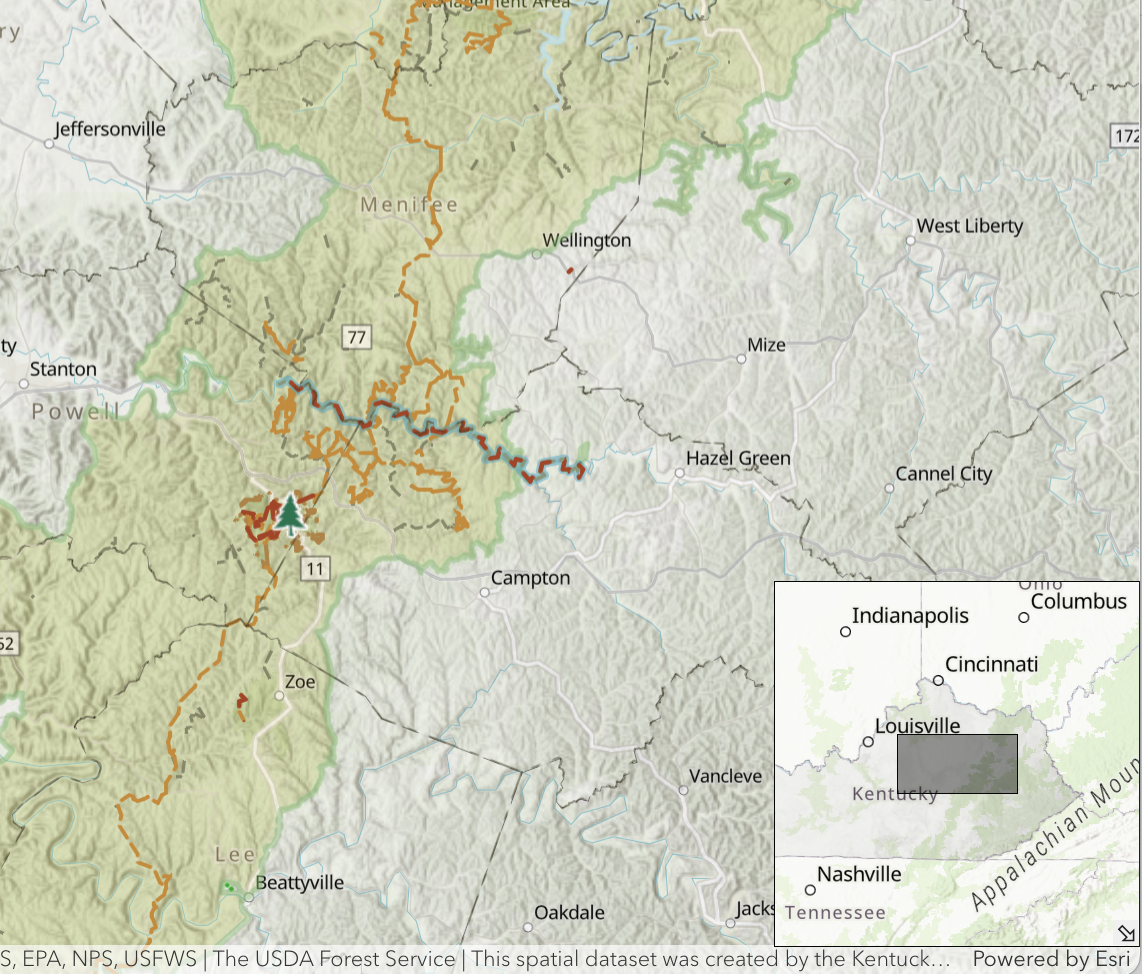 Management Area
ry
Jeffersonville
172
Menifee
West Liberty
Wellington
77
ty
Mize
Stanton
Powell
Hazel Green
Cannel City
11
Campton
Ohio
Columbus
Indianapolis
52
Cincinnati
Zoe
Louisville
Vancleve
Kentucky
Appalachian Moun
Lee
Beattyville
Nashville
Oakdale
Jacks
Tennessee
S, EPA, NPS, USFWS | The USDA Forest Service | This spatial dataset was created by the Kentuck… Powered by Esri